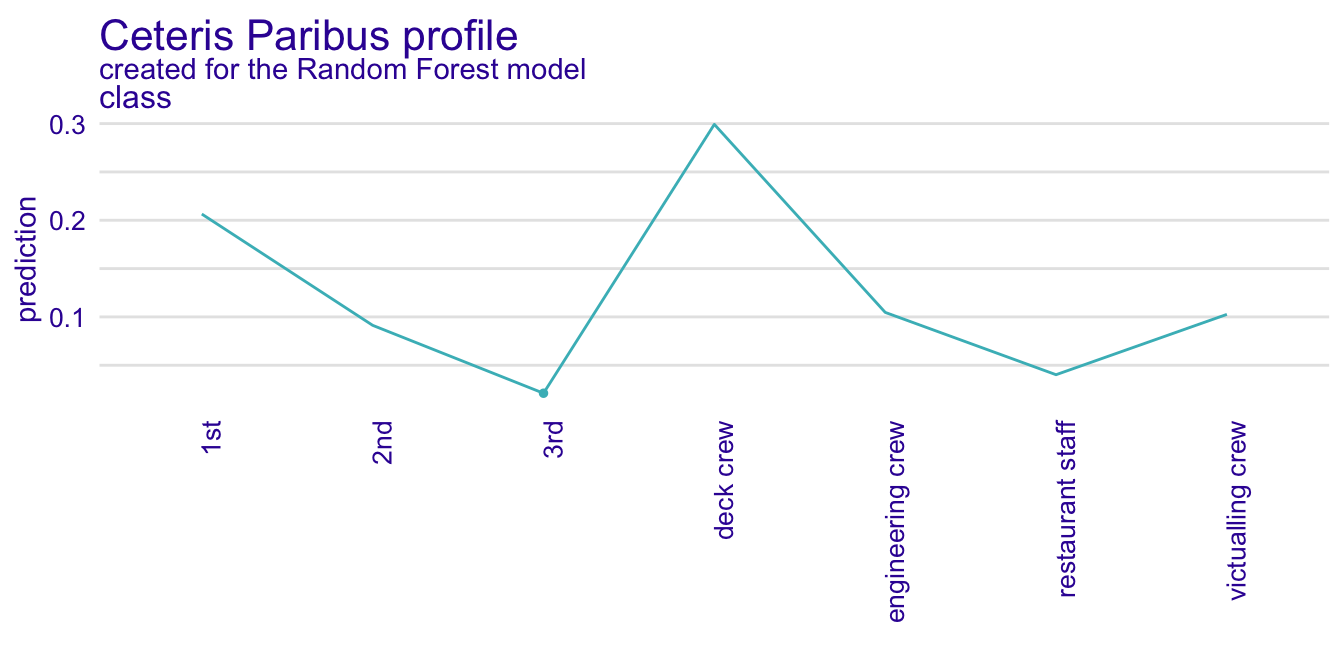 Ceteris Paribus profile
created for the Random Forest model
class
prediction
0.3
0.2
0.1
1st
2nd
3rd
deck crew
engineering crew
restaurant staff
victualling crew